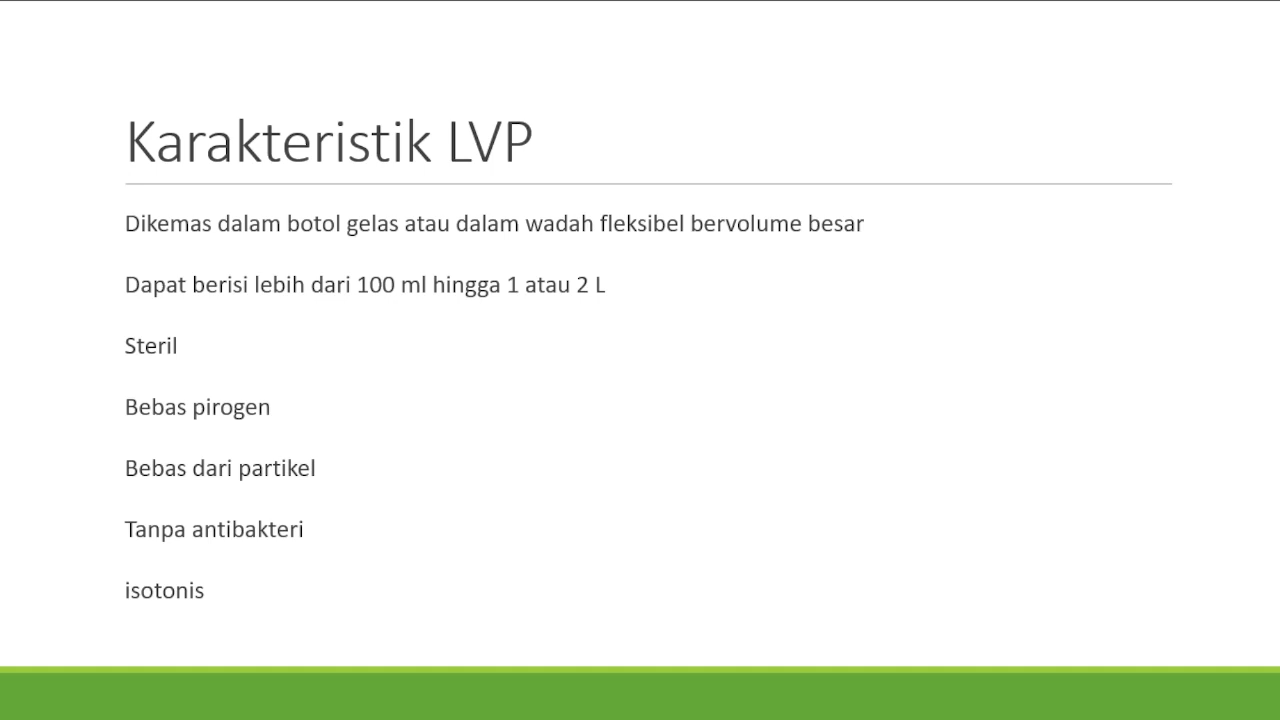 Karakteristik LVP
Dikemas dalam botol gelas atau dalam wadah fleksibel bervolume besar
Dapat berisi lebih dari 100 ml hingga 1 atau 2 L
Steril
Bebas pirogen
Bebas dari partikel
Tanpa antibakteri
isotonis